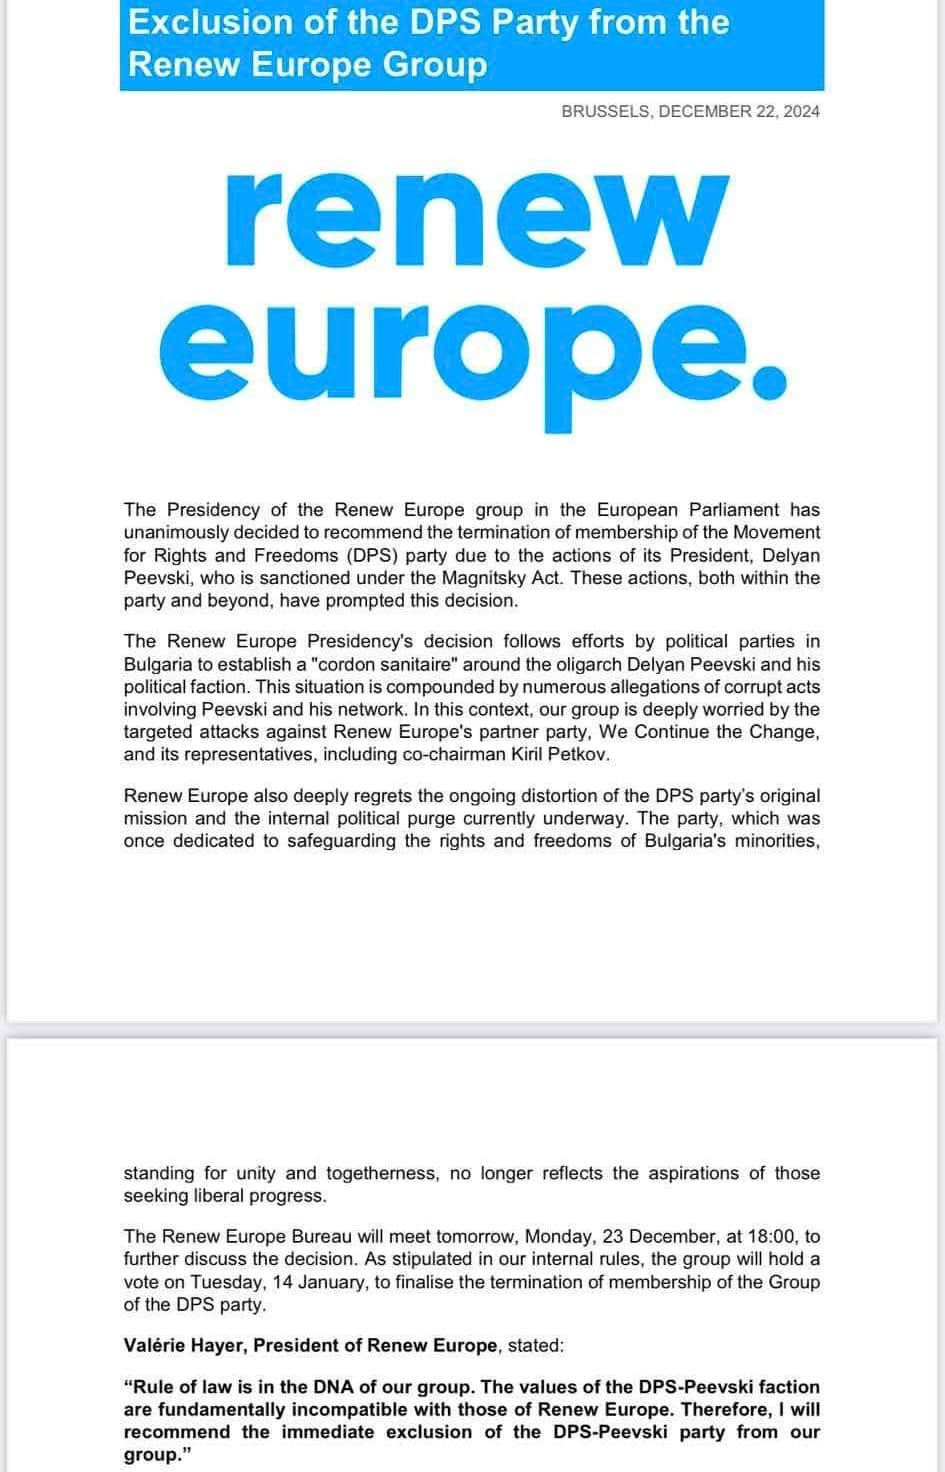 Exclusion of the DPS Party from the
Renew Europe Group
BRUSSELS, DECEMBER 22, 2024
renew
europe.
The Presidency of the Renew Europe group in the European Parliament has
unanimously decided to recommend the termination of membership of the Movement
for Rights and Freedoms (DPS) party due to the actions of its President, Delyan
Peevski, who is sanctioned under the Magnitsky Act. These actions, both within the
party and beyond, have prompted this decision.
The Renew Europe Presidency's decision follows efforts by political parties in
Bulgaria to establish a "cordon sanitaire" around the oligarch Delyan Peevski and his
political faction. This situation is compounded by numerous allegations of corrupt acts
involving Peevski and his network. In this context, our group is deeply worried by the
targeted attacks against Renew Europe's partner party, We Continue the Change,
and its representatives, including co-chairman Kiril Petkov.
Renew Europe also deeply regrets the ongoing distortion of the DPS party’s original
mission and the internal political purge currently underway. The party, which was
once dedicated to safeguarding the rights and freedoms of Bulgaria's minorities,
standing for unity and togetherness, no longer reflects the aspirations of those
seeking liberal progress.
The Renew Europe Bureau will meet tomorrow, Monday, 23 December, at 18:00, to
further discuss the decision. As stipulated in our internal rules, the group will hold a
vote on Tuesday, 14 January, to finalise the termination of membership of the Group
of the DPS party.
Valérie Hayer, President of Renew Europe, stated:
“Rule of law is in the DNA of our group. The values of the DPS-Peevski faction
are fundamentally incompatible with those of Renew Europe. Therefore, I will
recommend the immediate exclusion of the DPS-Peevski party from our
group.”